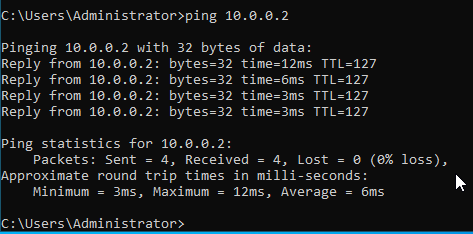 C:\Users\Administrator>ping 10.0.0.2
Pinging 10.0.0.2 with 32 bytes of data:
Reply from 10.0.0.2: bytes=32 time=12ms TTL=127
Reply from 10.0.0.2: bytes=32 time=6ms TTL=127
Reply from 10.0.0.2: bytes=32 time=3ms TTL=127
Reply from 10.0.0.2: bytes=32 time=3ms TTL=127
Ping statistics for 10.0.0.2:
    Packets: Sent = 4, Received = 4, Lost = 0 (0% loss),
Approximate round trip times in milli-seconds:
    Minimum = 3ms, Maximum = 12ms, Average = 6ms
C:\Users\Administrator>